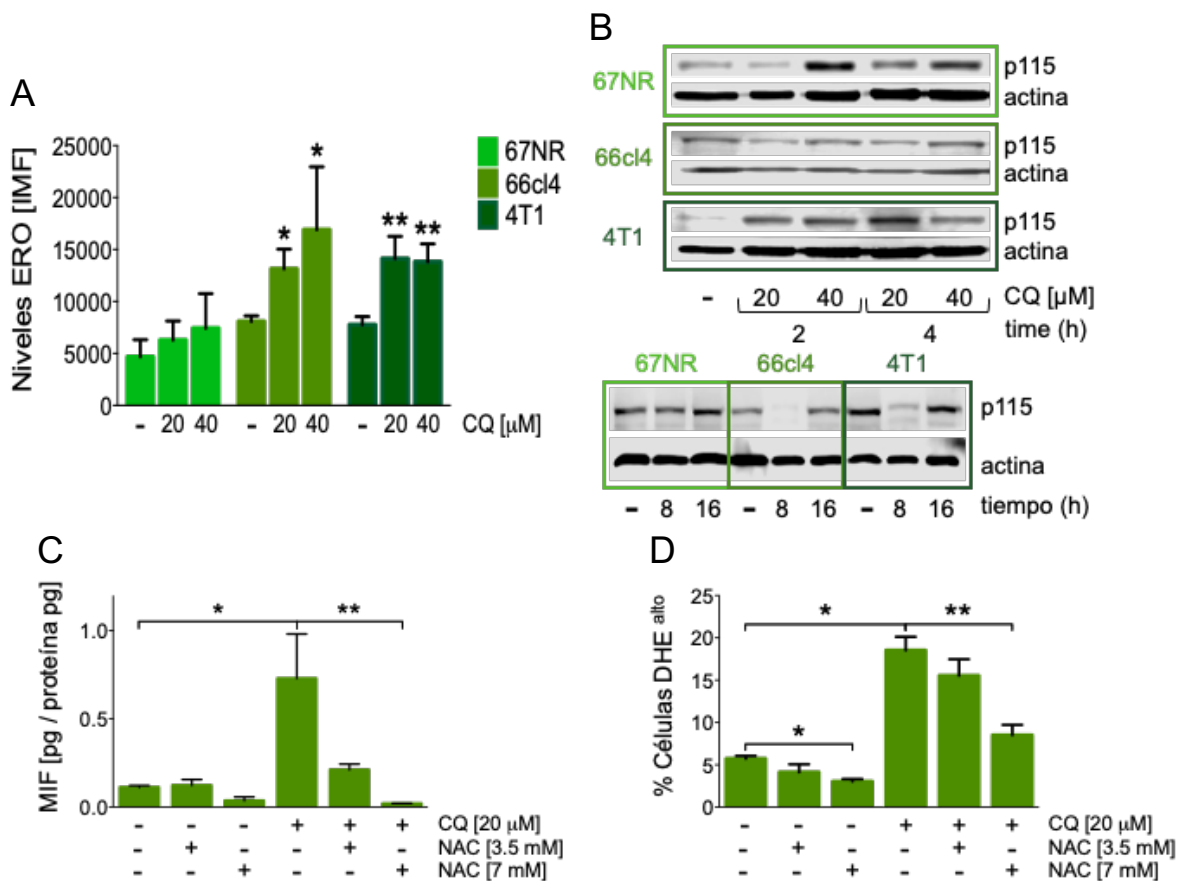 A
Niveles ERO [IMF]
25000
20000
15000
10000
5000
0
* * ** **
67NR
66cl4
4T1
- 20 40 - 20 40 - 20 40 CQ [µM]
B
67NR
p115
actina
66cl4
p115
actina
4T1
p115
actina
- 20 40 20 40 CQ [µM]
2 4 time (h)
67NR 66cl4 4T1
p115
actina
- 8 16 - 8 16 - 8 16 tiempo (h)
C
MIF [pg / proteína pg]
1.0
0.5
0.0
* **
- - - + + + CQ [20 µM]
- + - - + - NAC [3.5 mM]
- - + - - + NAC [7 mM]
D
% Células DHE alto
25
20
15
10
5
0
* **
*
- - - + + + CQ [20 µM]
- + - - + - NAC [3.5 mM]
- - + - - + NAC [7 mM]